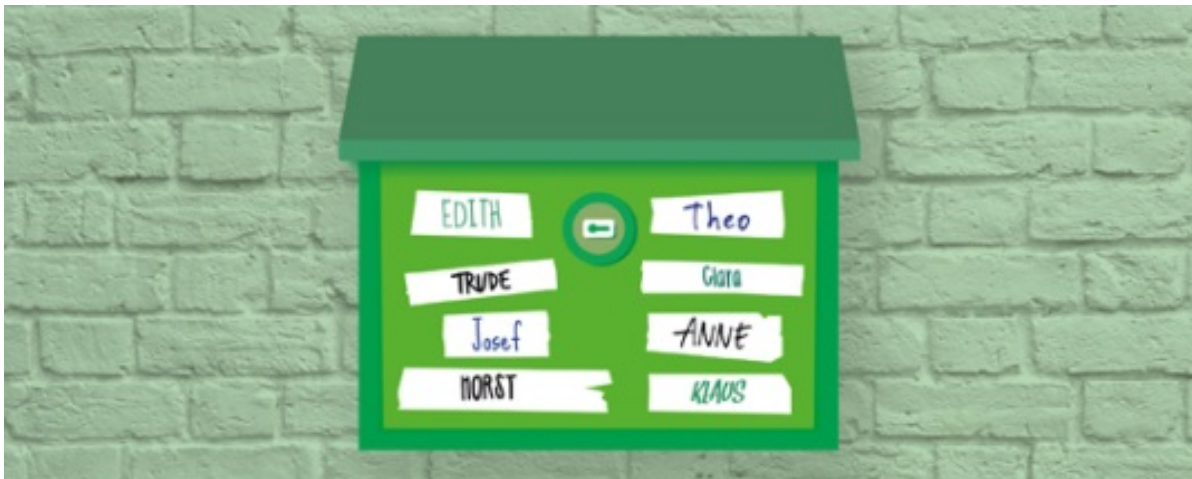 EDITH
Theo
TRUDE
Clara
Josef
ANNE
HORST
KLAUS